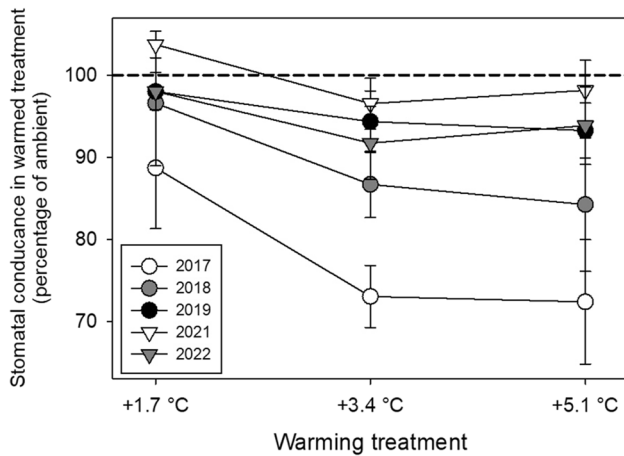 Stomatal conducance in warmed treatment
(percentage of ambient)
100
90
80
70
2017
2018
2019
2021
2022
+1.7 °C
+3.4 °C
+5.1 °C
Warming treatment